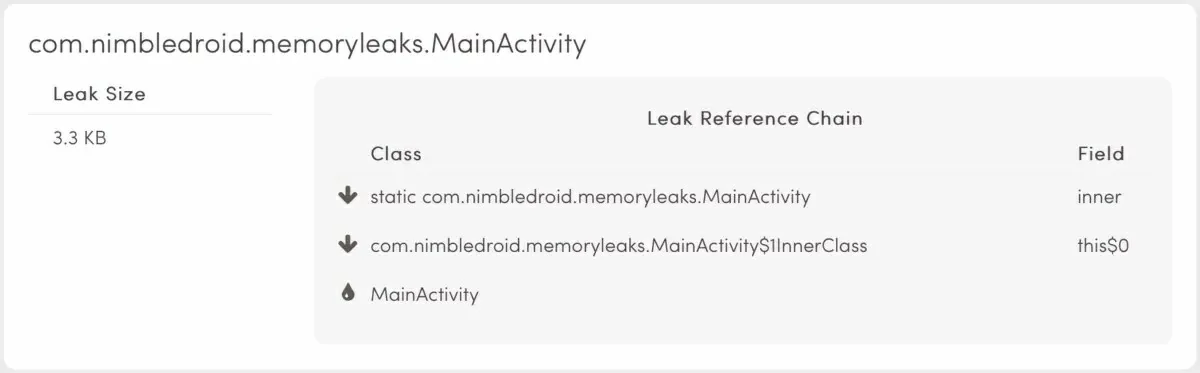 com.nimbledroid.memoryleaks.MainActivity
Leak Size
3.3 KB
Leak Reference Chain
Class Field
static com.nimbledroid.memoryleaks.MainActivity inner
com.nimbledroid.memoryleaks.MainActivity$1InnerClass this$0
MainActivity